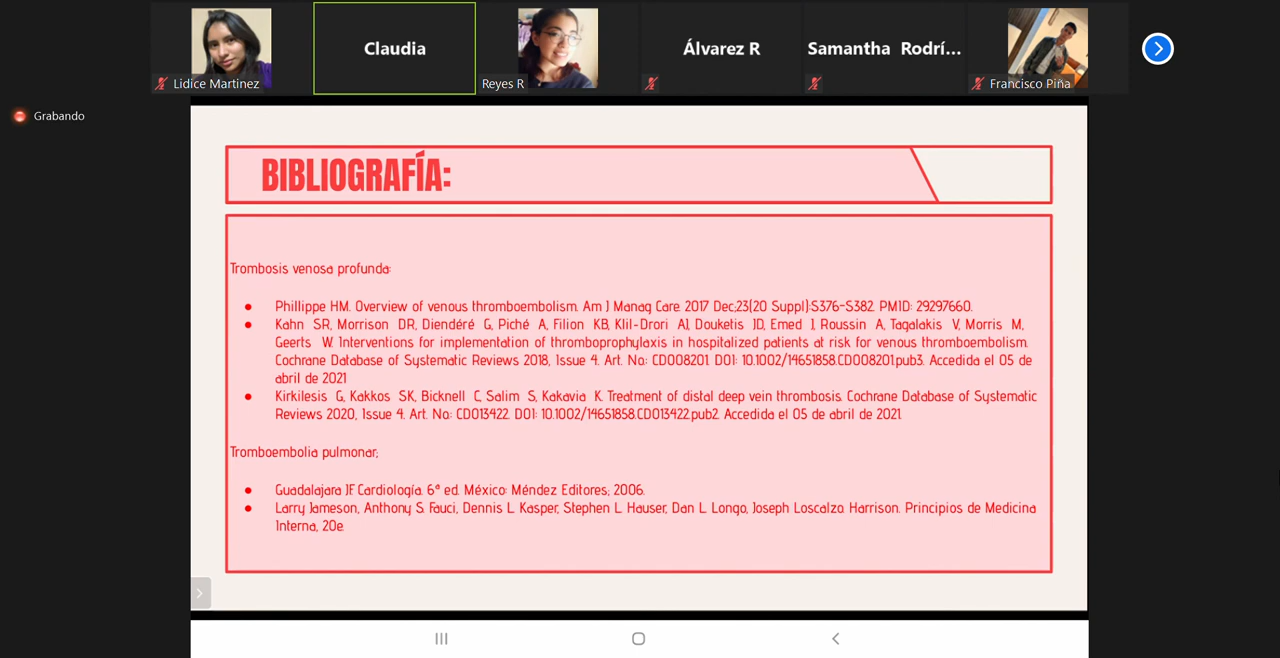 Claudia
Álvarez R
Samantha Rodrí...
Lidice Martinez
Reyes R
Francisco Piña
Grabando
BIBLIOGRAFÍA:
Trombosis venosa profunda:
● Phillippe HM. Overview of venous thromboembolism. Am J Manag Care. 2017 Dec;23(20 Suppl):S376-S382. PMID: 29297660.
● Kahn SR, Morrison DR, Diendéré G, Piché A, Filion KB, Klil-Drori AJ, Douketis JD, Emed J, Roussin A, Tagalakis V, Morris M,
Geerts W. Interventions for implementation of thromboprophylaxis in hospitalized patients at risk for venous thromboembolism.
Cochrane Database of Systematic Reviews 2018, Issue 4. Art. No.: CD008201. DOI: 10.1002/14651858.CD008201.pub3. Accedida el 05 de
abril de 2021
● Kirkilesis G, Kakkos SK, Bicknell C, Salim S, Kakavia K. Treatment of distal deep vein thrombosis. Cochrane Database of Systematic
Reviews 2020, Issue 4. Art. No.: CD013422. DOI: 10.1002/14651858.CD013422.pub2. Accedida el 05 de abril de 2021.
Tromboembolia pulmonar;
● Guadalajara JF. Cardiología. 6ª ed. México: Méndez Editores; 2006.
● Larry Jameson, Anthony S. Fauci, Dennis L. Kasper, Stephen L. Hauser, Dan L. Longo, Joseph Loscalzo. Harrison. Principios de Medicina
Interna, 20e.